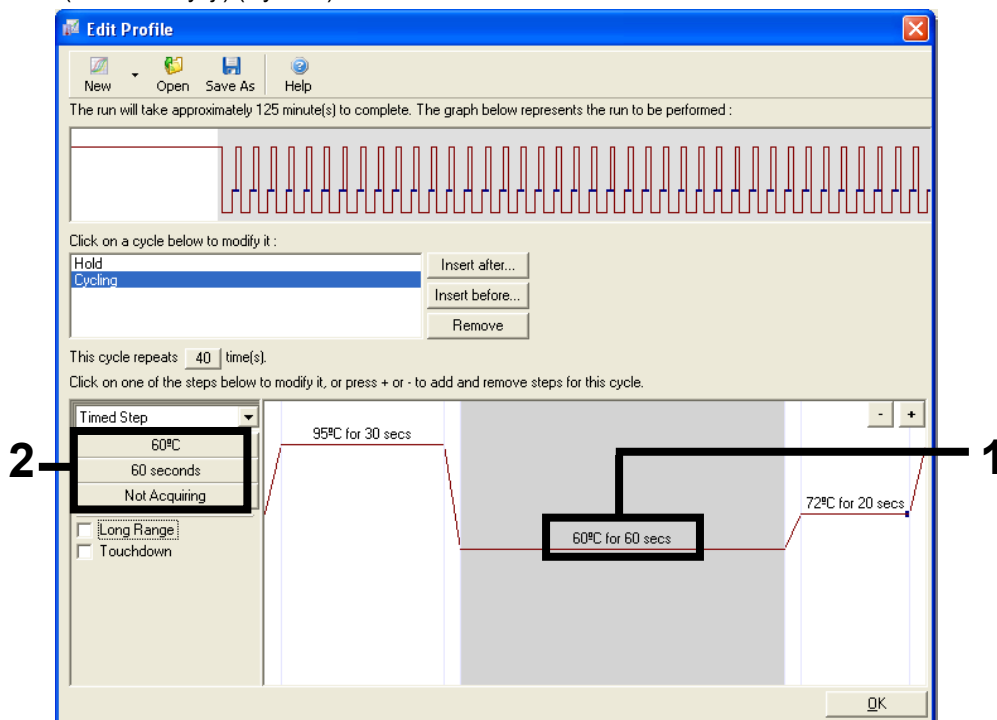 Edit Profile
New Open Save As Help
The run will take approximately 125 minute(s) to complete. The graph below represents the run to be performed :
Click on a cycle below to modify it :
Hold
Cycling
Insert after...
Insert before...
Remove
This cycle repeats 40 time(s).
Click on one of the steps below to modify it, or press + or - to add and remove steps for this cycle.
Timed Step
- +
60ºC
60 seconds
Not Acquiring
Long Range
Touchdown
95ºC for 30 secs
60ºC for 60 secs
72ºC for 20 secs
2
1
OK